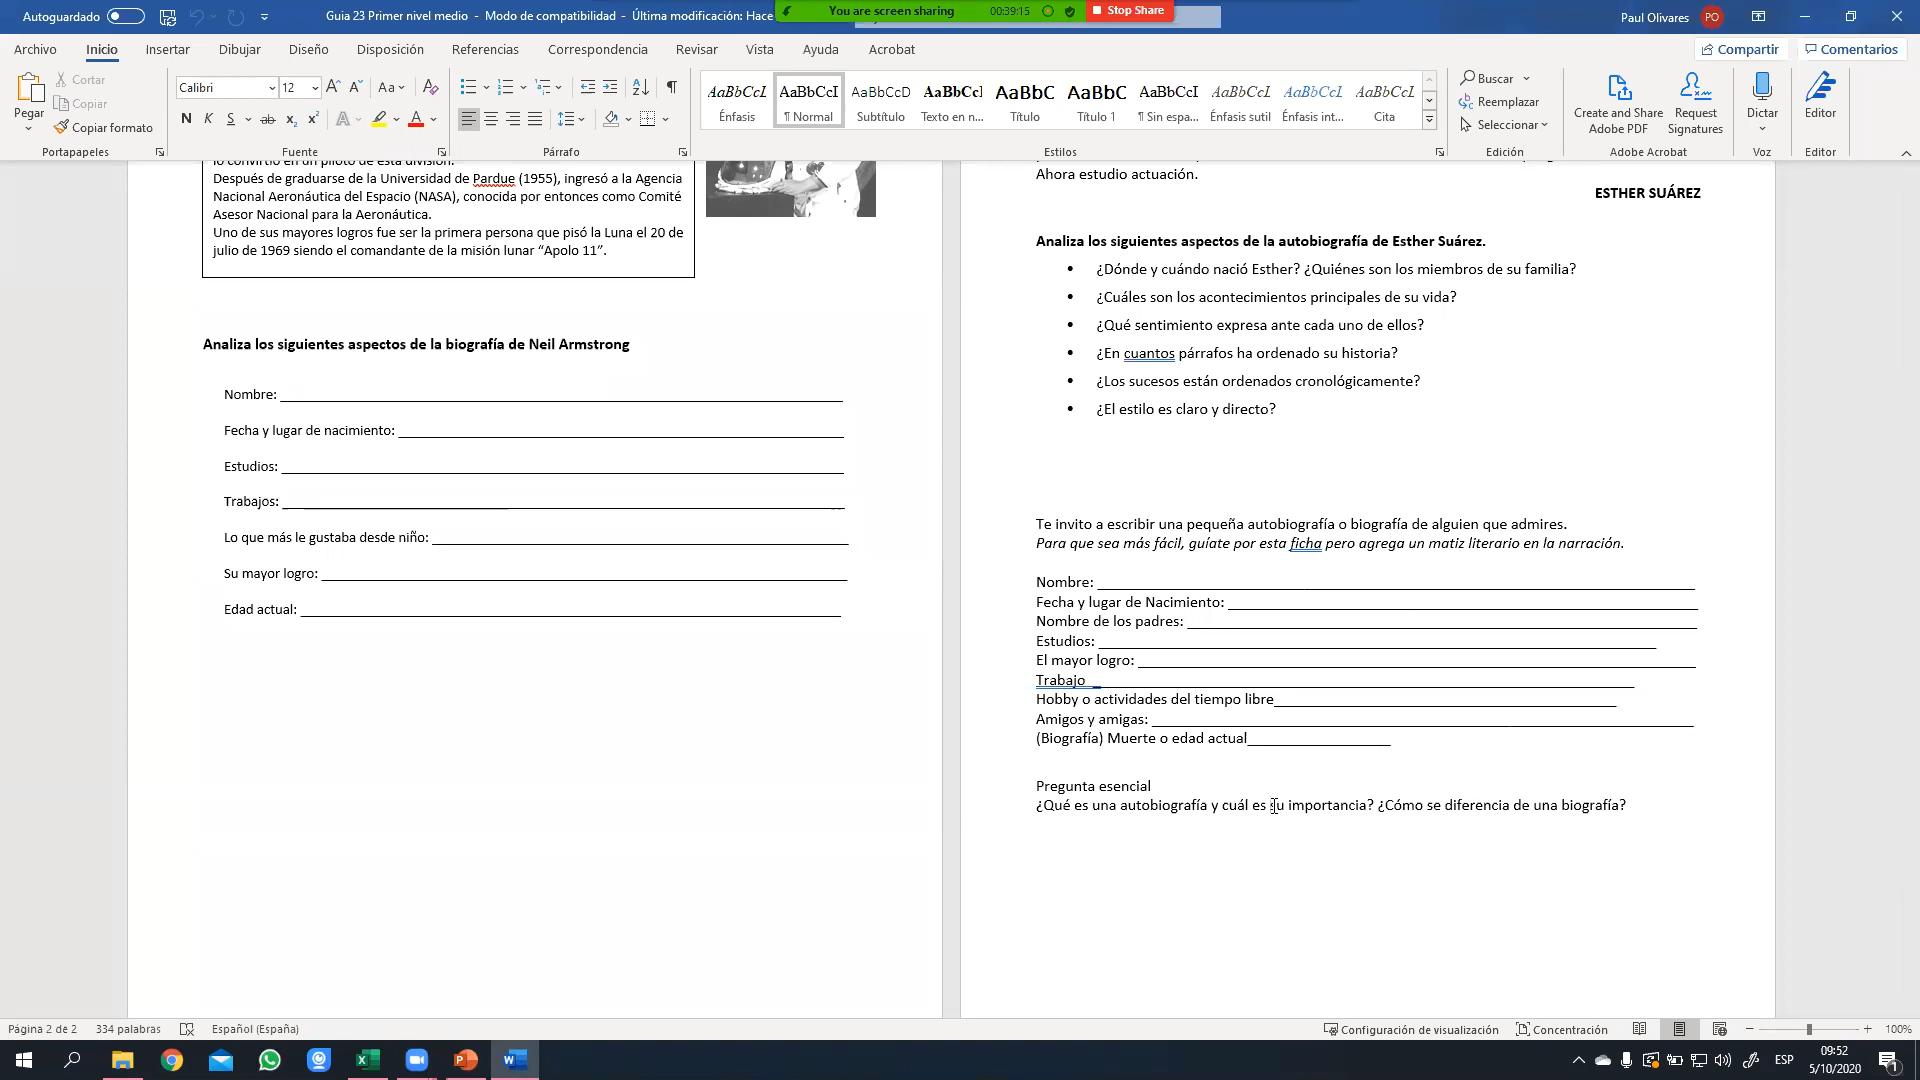 Autoguardado
Guia 23 Primer nivel medio - Modo de compatibilidad - Última modificación: Hace
You are screen sharing
00:39:15
Stop Share
Paul Olivares
PO
Archivo
Inicio
Insertar
Dibujar
Diseño
Disposición
Referencias
Correspondencia
Revisar
Vista
Ayuda
Acrobat
Compartir
Comentarios
Pegar
Cortar
Copiar
Copiar formato
Calibri
12
Aa
N K S ab x₂ x²
AaBbCcL Énfasis
AaBbCcI ¶ Normal
AaBbCcD Subtítulo
AaBbCcI Texto en n...
AaBbC Título
AaBbC Título 1
AaBbCcI ¶ Sin espa...
AaBbCcL Énfasis sutil
AaBbCcL Énfasis int...
AaBbCcL Cita
Buscar
Reemplazar
Seleccionar
Create and Share Adobe PDF
Request Signatures
Dictar
Editor
Portapapeles
Fuente
Párrafo
Estilos
Edición
Adobe Acrobat
Voz
Editor
lo convirtió en un piloto de esta división.
Después de graduarse de la Universidad de Pardue (1955), ingresó a la Agencia
Nacional Aeronáutica del Espacio (NASA), conocida por entonces como Comité
Asesor Nacional para la Aeronáutica.
Uno de sus mayores logros fue ser la primera persona que pisó la Luna el 20 de
julio de 1969 siendo el comandante de la misión lunar “Apolo 11”.
Analiza los siguientes aspectos de la biografía de Neil Armstrong
Nombre:
Fecha y lugar de nacimiento:
Estudios:
Trabajos:
Lo que más le gustaba desde niño:
Su mayor logro:
Edad actual:
Ahora estudio actuación.
ESTHER SUÁREZ
Analiza los siguientes aspectos de la autobiografía de Esther Suárez.
• ¿Dónde y cuándo nació Esther? ¿Quiénes son los miembros de su familia?
• ¿Cuáles son los acontecimientos principales de su vida?
• ¿Qué sentimiento expresa ante cada uno de ellos?
• ¿En cuantos párrafos ha ordenado su historia?
• ¿Los sucesos están ordenados cronológicamente?
• ¿El estilo es claro y directo?
Te invito a escribir una pequeña autobiografía o biografía de alguien que admires.
Para que sea más fácil, guíate por esta ficha pero agrega un matiz literario en la narración.
Nombre:
Fecha y lugar de Nacimiento:
Nombre de los padres:
Estudios:
El mayor logro:
Trabajo
Hobby o actividades del tiempo libre
Amigos y amigas:
(Biografía) Muerte o edad actual
Pregunta esencial
¿Qué es una autobiografía y cuál es su importancia? ¿Cómo se diferencia de una biografía?
Página 2 de 2
334 palabras
Español (España)
Configuración de visualización
Concentración
100%
ESP
09:52
5/10/2020
1